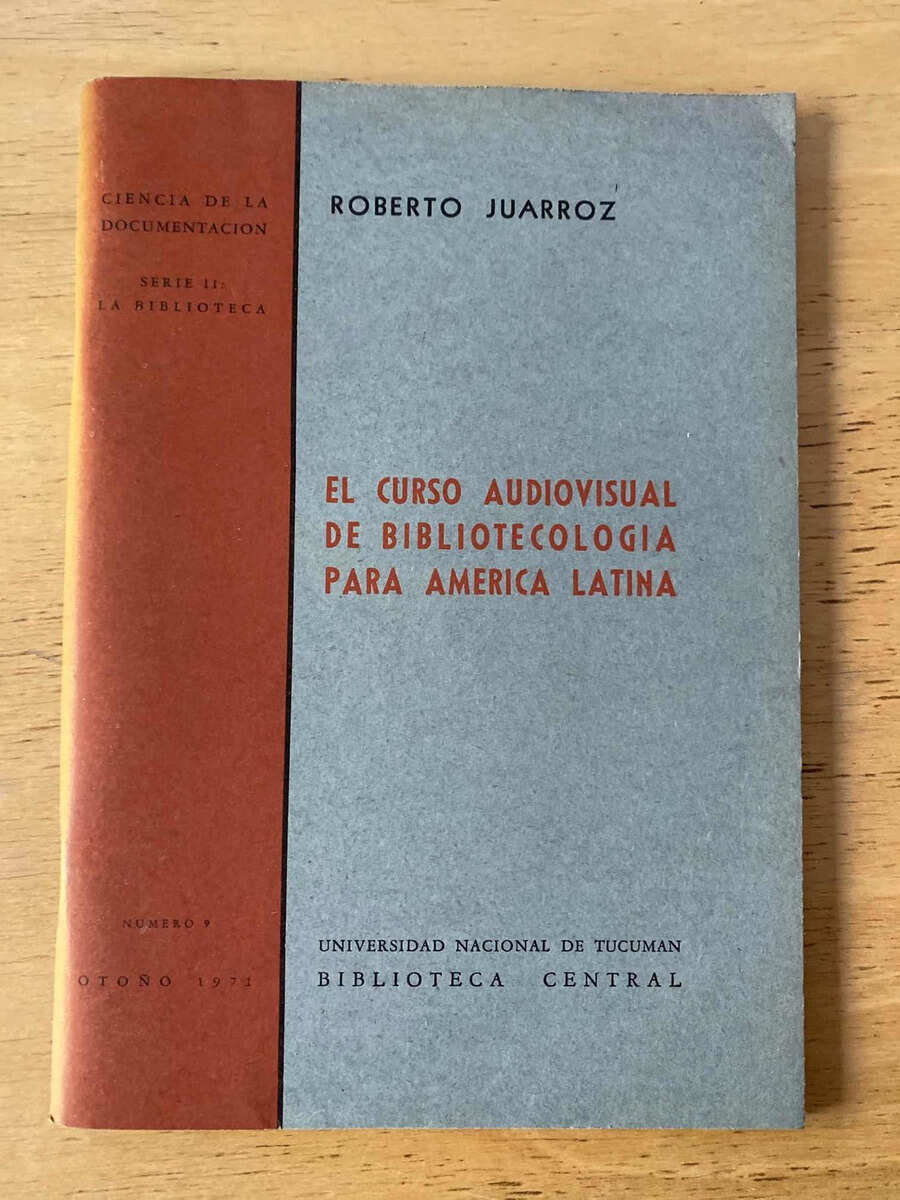 CIENCIA DE LA
DOCUMENTACION
SERIE II:
LA BIBLIOTECA
NUMERO 9
OTOÑO 1971
ROBERTO JUARROZ
EL CURSO AUDIOVISUAL
DE BIBLIOTECOLOGIA
PARA AMERICA LATINA
UNIVERSIDAD NACIONAL DE TUCUMAN
BIBLIOTECA CENTRAL